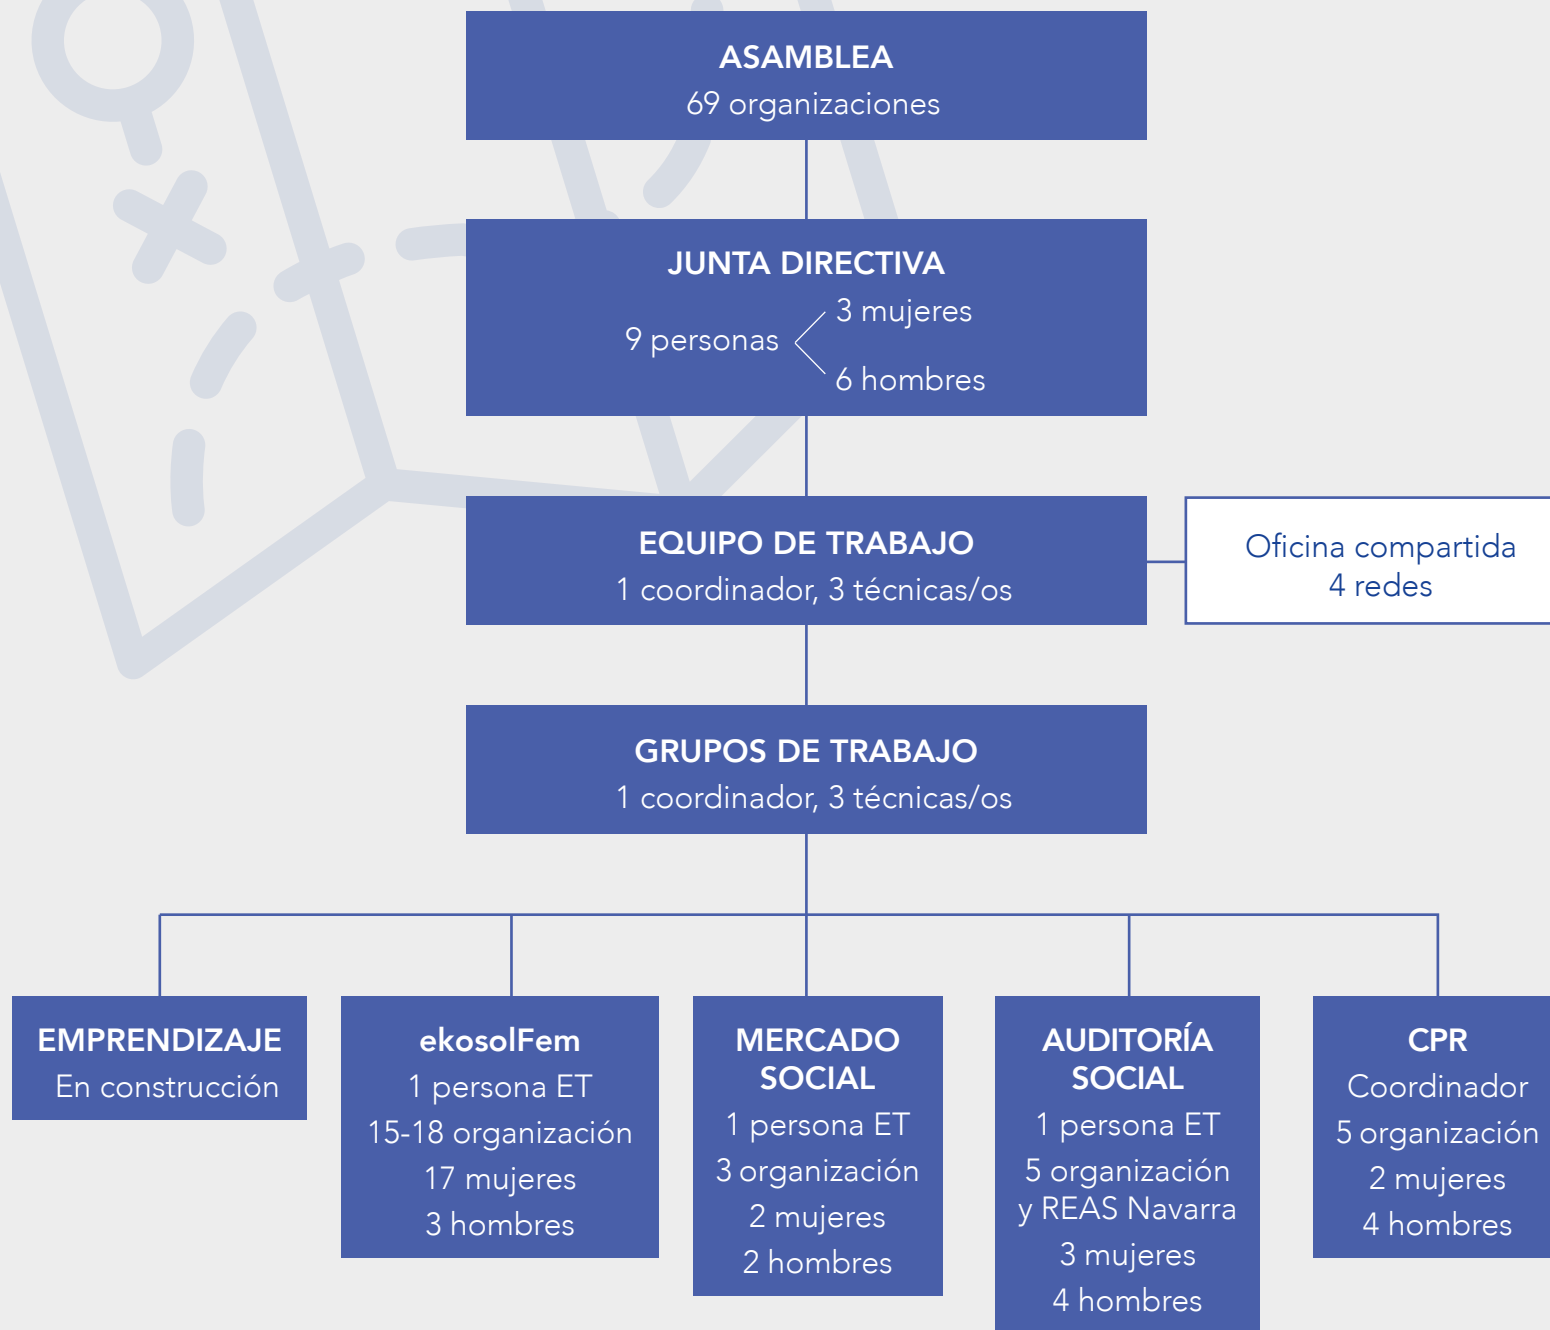 ASAMBLEA
69 organizaciones
JUNTA DIRECTIVA
9 personas
3 mujeres
6 hombres
EQUIPO DE TRABAJO
1 coordinador, 3 técnicas/os
Oficina compartida
4 redes
GRUPOS DE TRABAJO
1 coordinador, 3 técnicas/os
EMPRENDIZAJE
En construcción
ekosolFem
1 persona ET
15-18 organización
17 mujeres
3 hombres
MERCADO
SOCIAL
1 persona ET
3 organización
2 mujeres
2 hombres
AUDITORÍA
SOCIAL
1 persona ET
5 organización
y REAS Navarra
3 mujeres
4 hombres
CPR
Coordinador
5 organización
2 mujeres
4 hombres